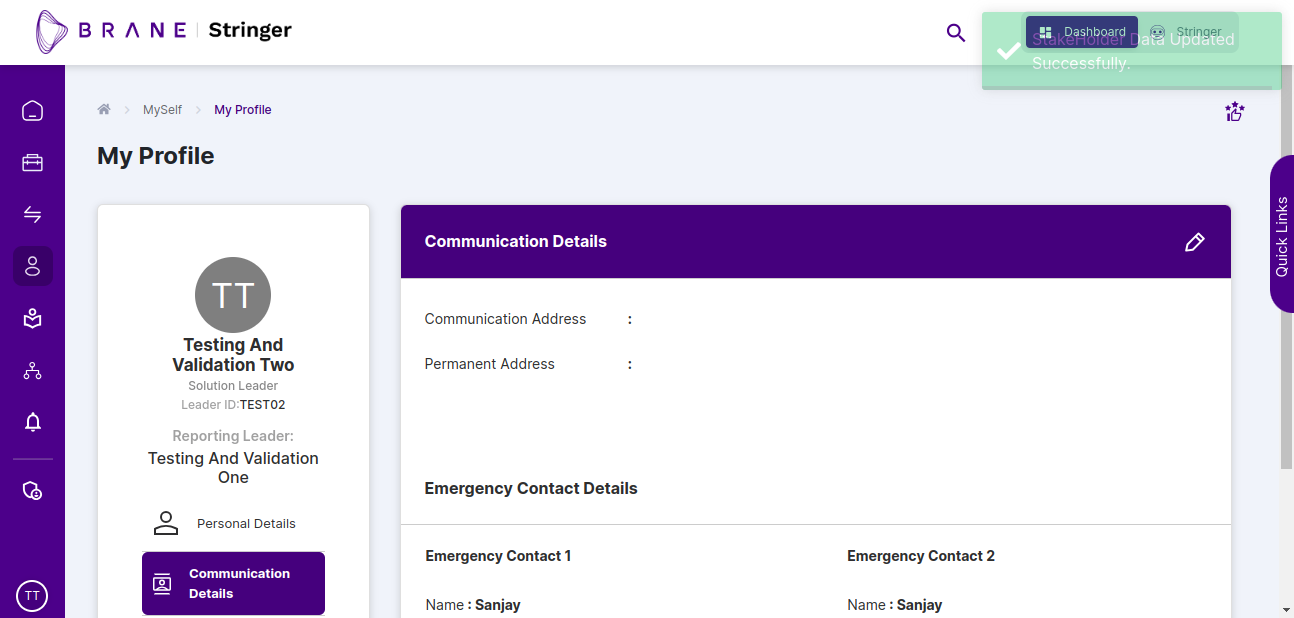 BRANE | Stringer
Dashboard
Stringer
StakeHolder Data Updated
Successfully.
MySelf
My Profile
My Profile
Quick Links
TT
Testing And
Validation Two
Solution Leader
Leader ID:TEST02
Reporting Leader:
Testing And Validation
One
Personal Details
Communication
Details
TT
Communication Details
Communication Address :
Permanent Address :
Emergency Contact Details
Emergency Contact 1
Emergency Contact 2
Name : Sanjay
Name : Sanjay